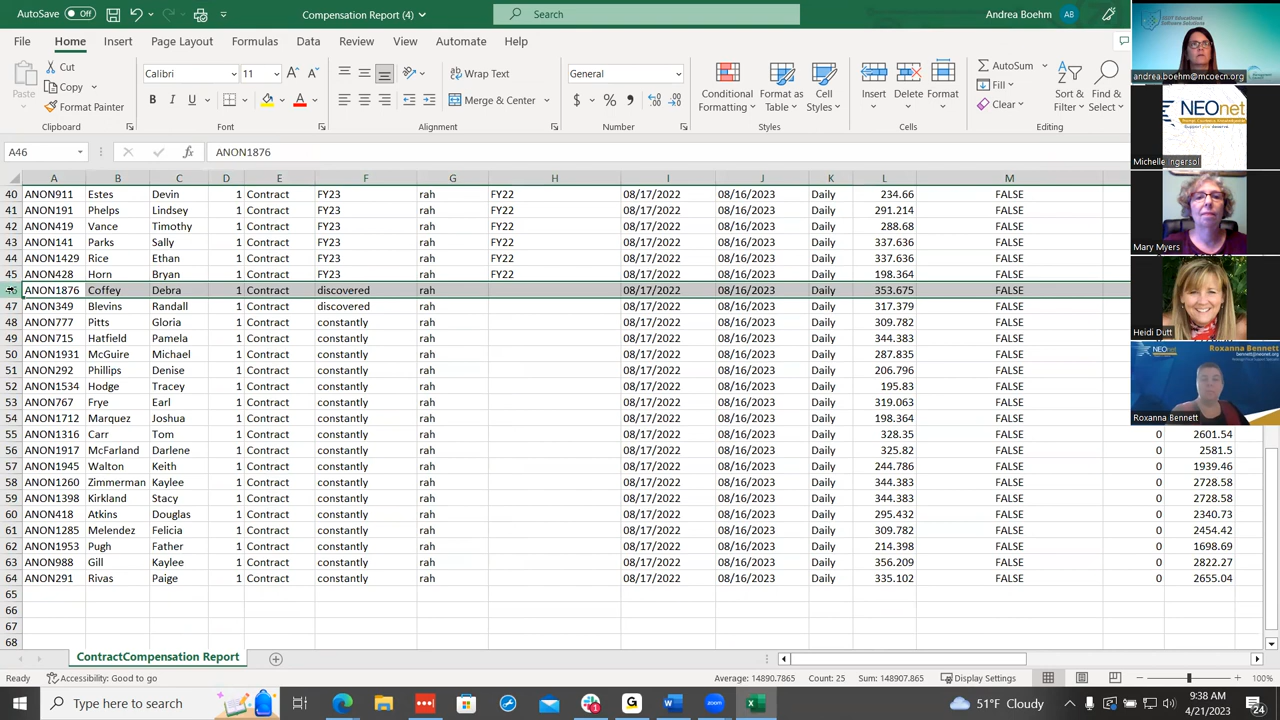 AutoSave Off Compensation Report (4) Search Andrea Boehm AB
File Home Insert Page Layout Formulas Data Review View Automate Help
Paste Cut Copy Format Painter Calibri 11 B I U A Wrap Text Merge & Center General $ % Conditional Formatting Format as Table Cell Styles Insert Delete Format AutoSum Fill Clear Sort & Filter Find & Select
Clipboard Font Alignment Number Styles Cells Editing
A46 fx ANON1876
A B C D E F G H I J K L M
40 ANON911 Estes Devin 1 Contract FY23 rah FY22 08/17/2022 08/16/2023 Daily 234.66 FALSE
41 ANON191 Phelps Lindsey 1 Contract FY23 rah FY22 08/17/2022 08/16/2023 Daily 291.214 FALSE
42 ANON419 Vance Timothy 1 Contract FY23 rah FY22 08/17/2022 08/16/2023 Daily 288.68 FALSE
43 ANON141 Parks Sally 1 Contract FY23 rah FY22 08/17/2022 08/16/2023 Daily 337.636 FALSE
44 ANON1429 Rice Ethan 1 Contract FY23 rah FY22 08/17/2022 08/16/2023 Daily 337.636 FALSE
45 ANON428 Horn Bryan 1 Contract FY23 rah FY22 08/17/2022 08/16/2023 Daily 198.364 FALSE
ANON1876 Coffey Debra 1 Contract discovered rah 08/17/2022 08/16/2023 Daily 353.675 FALSE
47 ANON349 Blevins Randall 1 Contract discovered rah 08/17/2022 08/16/2023 Daily 317.379 FALSE
48 ANON777 Pitts Gloria 1 Contract constantly rah 08/17/2022 08/16/2023 Daily 309.782 FALSE
49 ANON715 Hatfield Pamela 1 Contract constantly rah 08/17/2022 08/16/2023 Daily 344.383 FALSE
50 ANON1931 McGuire Michael 1 Contract constantly rah 08/17/2022 08/16/2023 Daily 287.835 FALSE
51 ANON292 Phillips Denise 1 Contract constantly rah 08/17/2022 08/16/2023 Daily 206.796 FALSE
52 ANON1534 Hodge Tracey 1 Contract constantly rah 08/17/2022 08/16/2023 Daily 195.83 FALSE
53 ANON767 Frye Earl 1 Contract constantly rah 08/17/2022 08/16/2023 Daily 319.063 FALSE
54 ANON1712 Marquez Joshua 1 Contract constantly rah 08/17/2022 08/16/2023 Daily 198.364 FALSE
55 ANON1316 Carr Tom 1 Contract constantly rah 08/17/2022 08/16/2023 Daily 328.35 FALSE 0 2601.54
56 ANON1917 McFarland Darlene 1 Contract constantly rah 08/17/2022 08/16/2023 Daily 325.82 FALSE 0 2581.5
57 ANON1945 Walton Keith 1 Contract constantly rah 08/17/2022 08/16/2023 Daily 244.786 FALSE 0 1939.46
58 ANON1260 Zimmerman Kaylee 1 Contract constantly rah 08/17/2022 08/16/2023 Daily 344.383 FALSE 0 2728.58
59 ANON1398 Kirkland Stacy 1 Contract constantly rah 08/17/2022 08/16/2023 Daily 344.383 FALSE 0 2728.58
60 ANON418 Atkins Douglas 1 Contract constantly rah 08/17/2022 08/16/2023 Daily 295.432 FALSE 0 2340.73
61 ANON1285 Melendez Felicia 1 Contract constantly rah 08/17/2022 08/16/2023 Daily 309.782 FALSE 0 2454.42
62 ANON1953 Pugh Father 1 Contract constantly rah 08/17/2022 08/16/2023 Daily 214.398 FALSE 0 1698.69
63 ANON988 Gill Kaylee 1 Contract constantly rah 08/17/2022 08/16/2023 Daily 356.209 FALSE 0 2822.27
64 ANON291 Rivas Paige 1 Contract constantly rah 08/17/2022 08/16/2023 Daily 335.102 FALSE 0 2655.04
65
66
67
68
ContractCompensation Report
Ready Accessibility: Good to go Average: 14890.7865 Count: 25 Sum: 148907.865 Display Settings 100%
Type here to search 51°F Cloudy 9:38 AM
4/21/2023 24
SSDT Educational
Software Solutions
andrea.boehm@mcoecn.org
NEOnet
Michelle Ingersol
Mary Myers
Heidi Dutt
NEOnet Roxanna Bennett
bennett@neonet.org
Roxanna Bennett